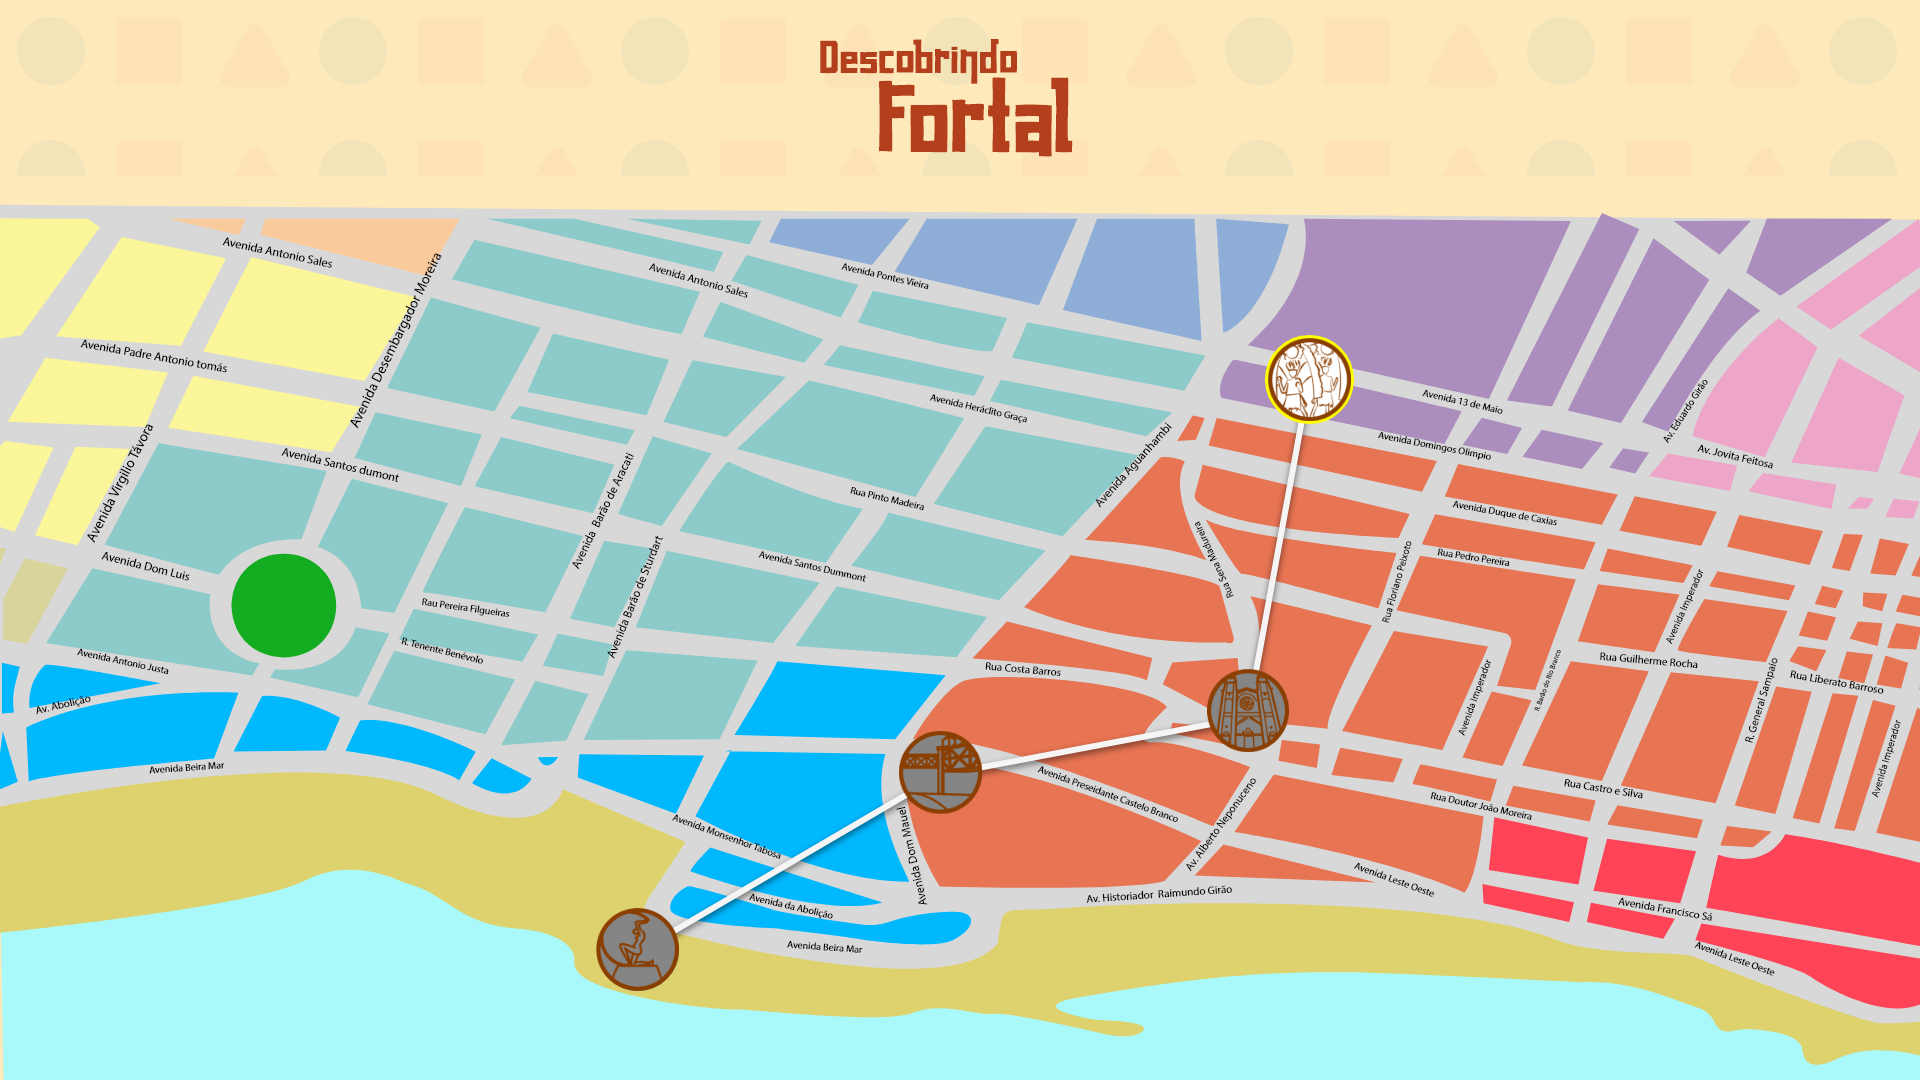 Descobrindo
Fortal
Avenida Antonio Sales
Avenida Desembargador Moreira
Avenida Antonio Sales
Avenida Pontes Vieira
Avenida Padre Antonio tomás
Avenida Heráclito Graça
Avenida 13 de Maio
Av. Eduardo Girão
Avenida Domingos Olimpio
Av. Jovita Feitosa
Avenida Virgilio Távora
Avenida Santos dumont
Avenida Barão de Aracati
Rua Pinto Madeira
Avenida Aguanhambi
Avenida Duque de Caxias
Rua Pedro Pereira
Rua Sena Madureira
Rua Floriano Peixoto
Avenida Imperador
Avenida Dom Luis
Avenida Barão de Sturdart
Avenida Santos Dummont
Rau Pereira Filgueiras
R. Tenente Benévolo
Avenida Antonio Justa
Rua Costa Barros
Avenida Imperador
R. Barão do Rio Branco
Rua Guilherme Rocha
R. General Sampaio
Rua Liberato Barroso
Avenida Imperador
Av. Abolição
Avenida Beira Mar
Avenida Preseidante Castelo Branco
Av. Alberto Neponuceno
Rua Doutor João Moreira
Rua Castro e Silva
Avenida Monsenhor Tabosa
Avenida Dom Manuel
Avenida da Abolição
Avenida Beira Mar
Av. Historiador Raimundo Girão
Avenida Leste Oeste
Avenida Francisco Sá
Avenida Leste Oeste